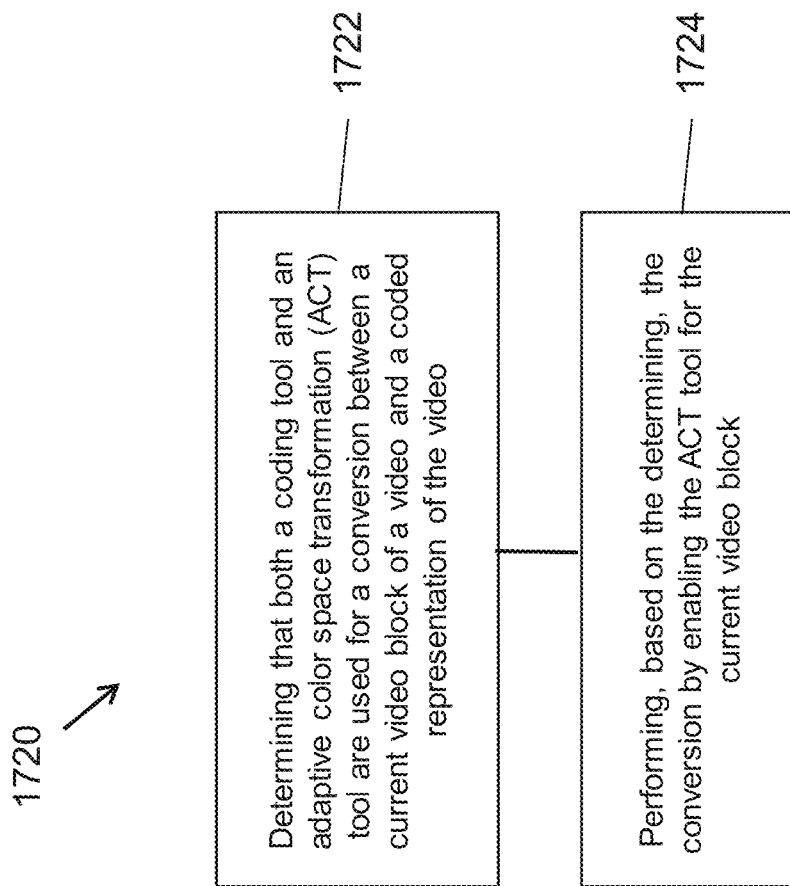 1720
Determining that both a coding tool and an
adaptive color space transformation (ACT)
tool are used for a conversion between a
current video block of a video and a coded
representation of the video
1722
Performing, based on the determining, the
conversion by enabling the ACT tool for the
current video block
1724